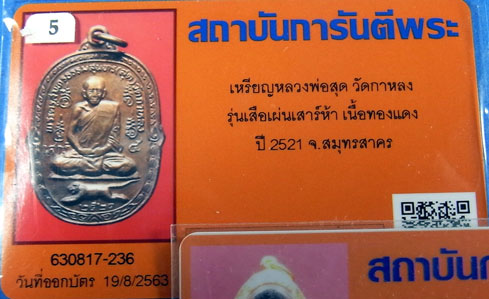 5
สถาบันการันตีพระ
เหรียญหลวงพ่อสุด วัดกาหลง
รุ่นเสือเผ่นเสาร์ห้า เนื้อทองแดง
ปี 2521 จ.สมุทรสาคร
630817-236
วันที่ออกบัตร 19/8/2563
สถาบันก